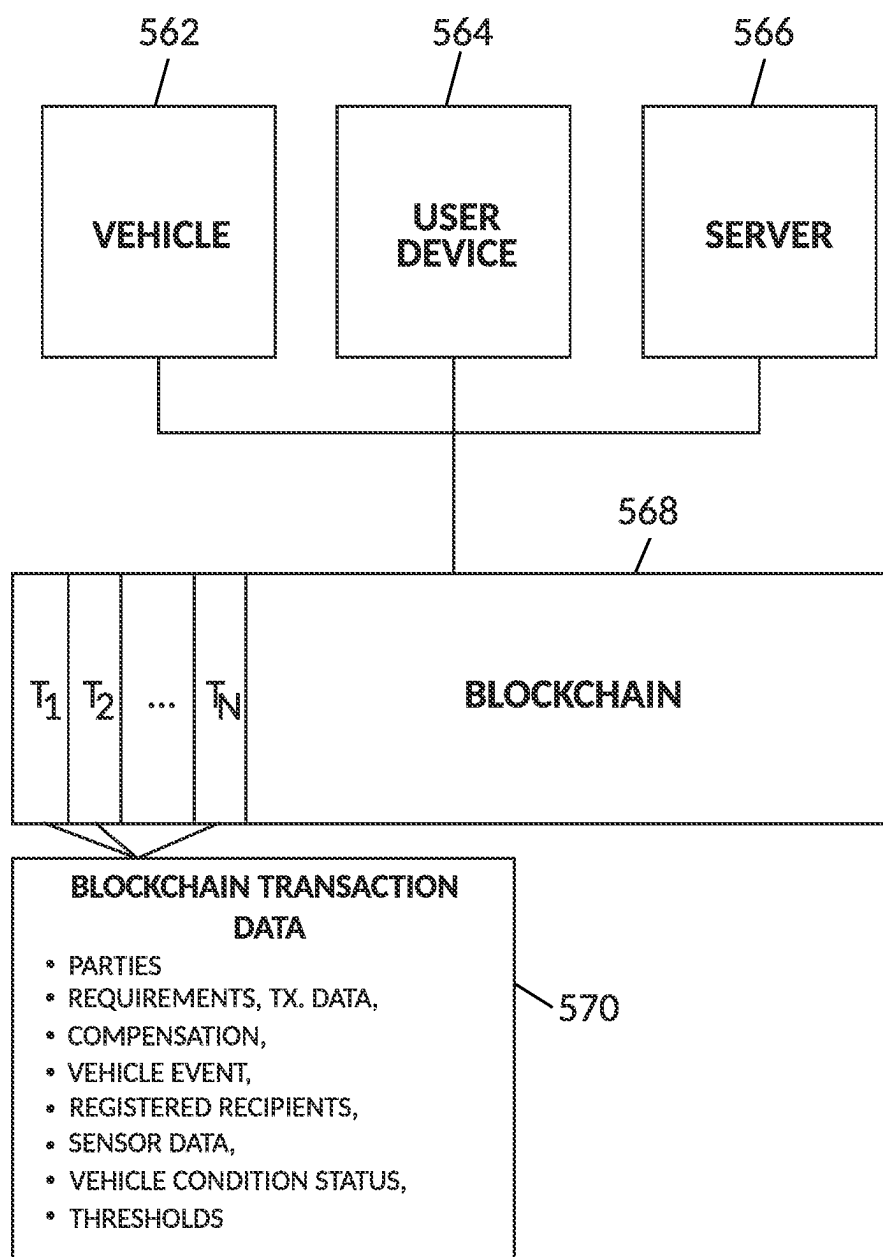 562 564 566
VEHICLE
USER
DEVICE
SERVER
568
T1 T2 ... TN BLOCKCHAIN
BLOCKCHAIN TRANSACTION
DATA
• PARTIES
• REQUIREMENTS, TX. DATA,
• COMPENSATION,
• VEHICLE EVENT,
• REGISTERED RECIPIENTS,
• SENSOR DATA,
• VEHICLE CONDITION STATUS,
• THRESHOLDS
570